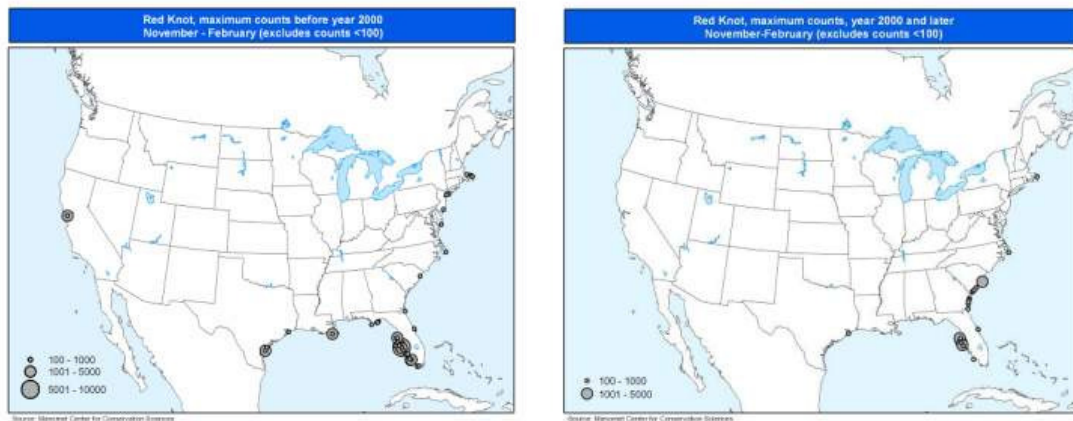 Red Knot, maximum counts before year 2000
November - February (excludes counts <100)
100 - 1000
1001 - 5000
5001 - 10000
Source: Manomet Center for Conservation Sciences
Red Knot, maximum counts, year 2000 and later
November-February (excludes counts <100)
100 - 1000
1001 - 5000
Source: Manomet Center for Conservation Sciences